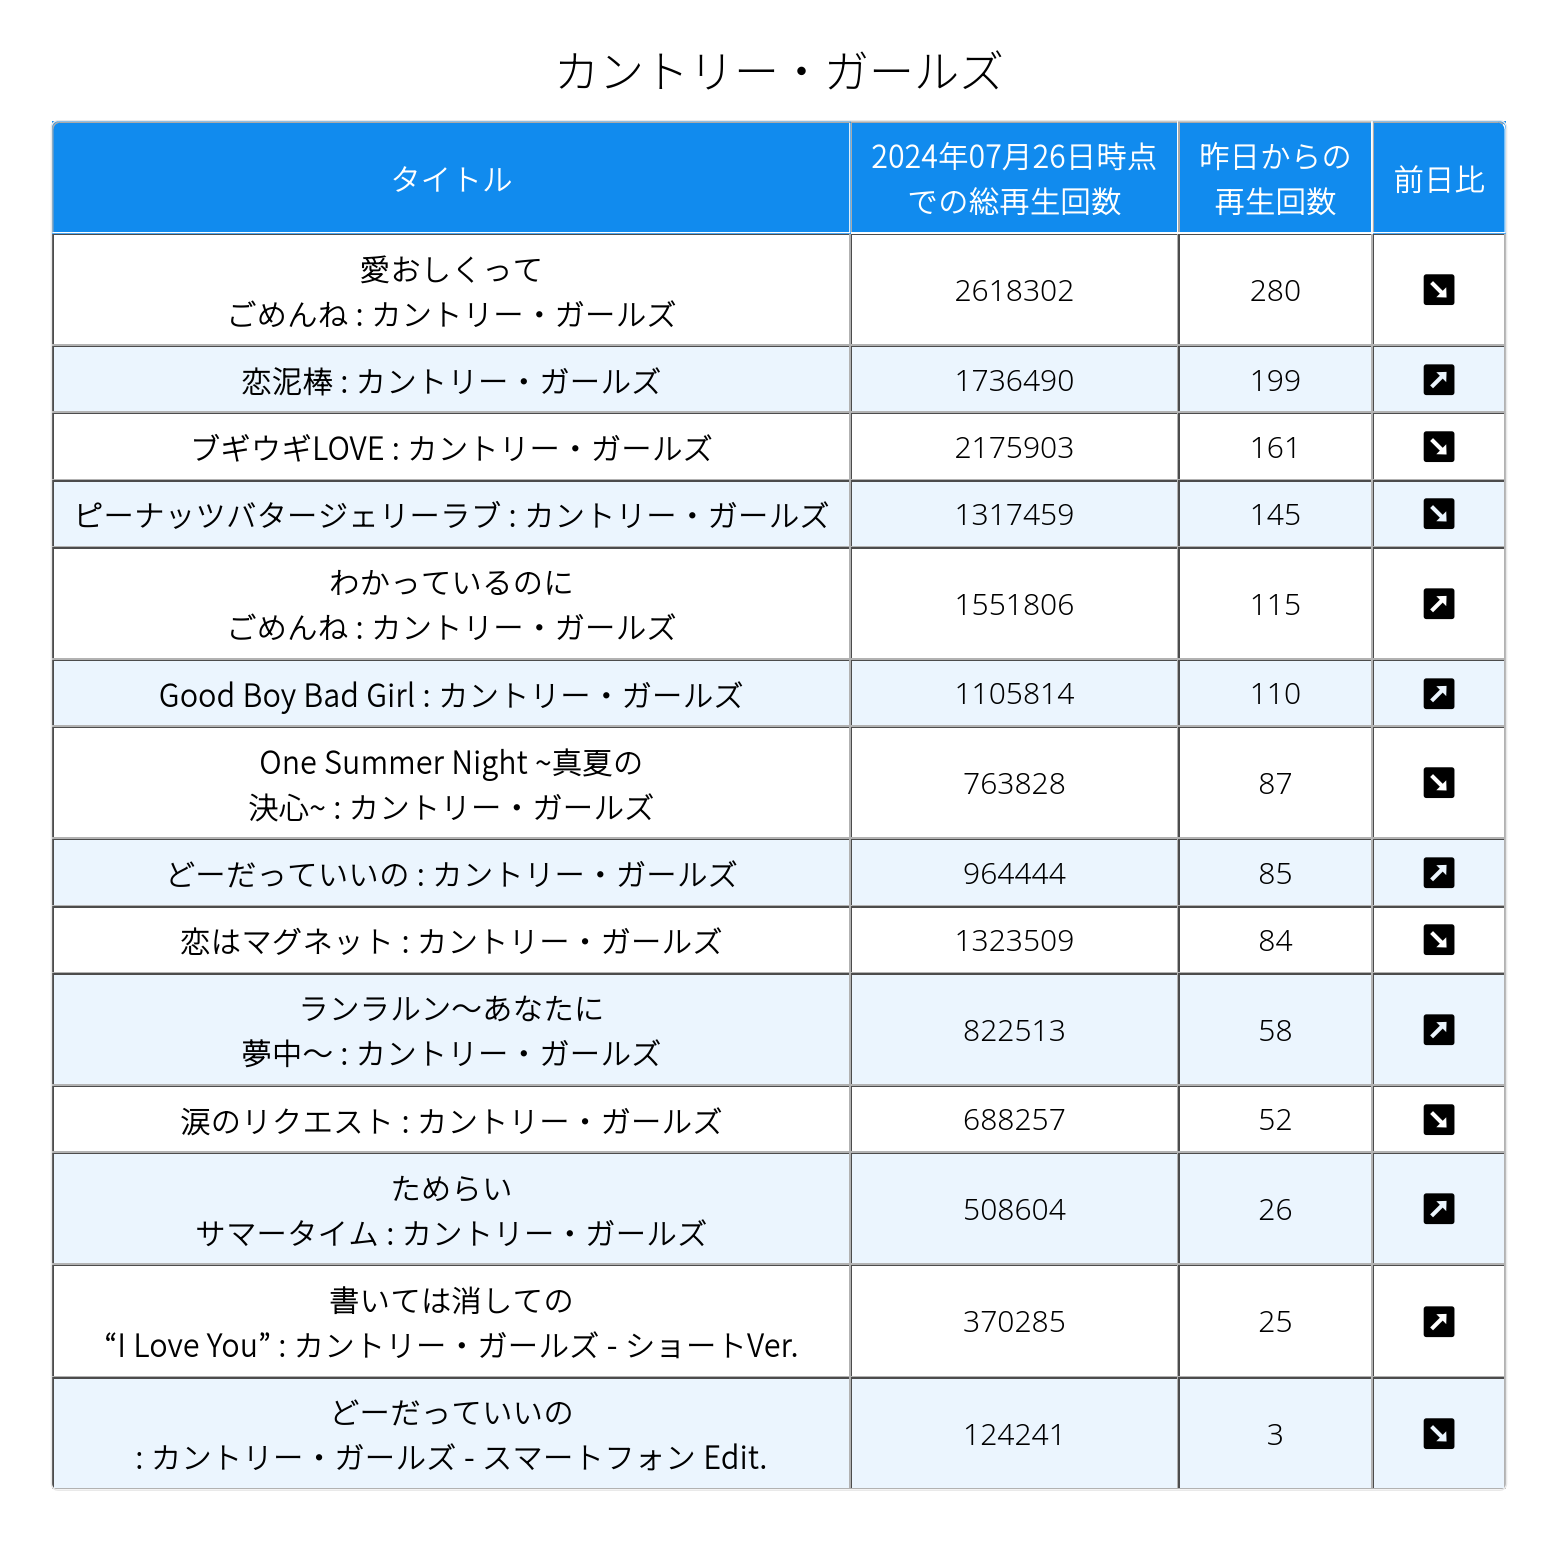 カントリー・ガールズ
タイトル
2024年07月26日時点
での総再生回数
昨日からの
再生回数
前日比
愛おしくって
ごめんね : カントリー・ガールズ
2618302
280
恋泥棒 : カントリー・ガールズ
1736490
199
ブギウギLOVE : カントリー・ガールズ
2175903
161
ピーナッツバタージェリーラブ : カントリー・ガールズ
1317459
145
わかっているのに
ごめんね : カントリー・ガールズ
1551806
115
Good Boy Bad Girl : カントリー・ガールズ
1105814
110
One Summer Night ~真夏の
決心~ : カントリー・ガールズ
763828
87
どーだっていいの : カントリー・ガールズ
964444
85
恋はマグネット : カントリー・ガールズ
1323509
84
ランラルン〜あなたに
夢中〜 : カントリー・ガールズ
822513
58
涙のリクエスト : カントリー・ガールズ
688257
52
ためらい
サマータイム : カントリー・ガールズ
508604
26
書いては消しての
“I Love You” : カントリー・ガールズ - ショートVer.
370285
25
どーだっていいの
: カントリー・ガールズ - スマートフォン Edit.
124241
3